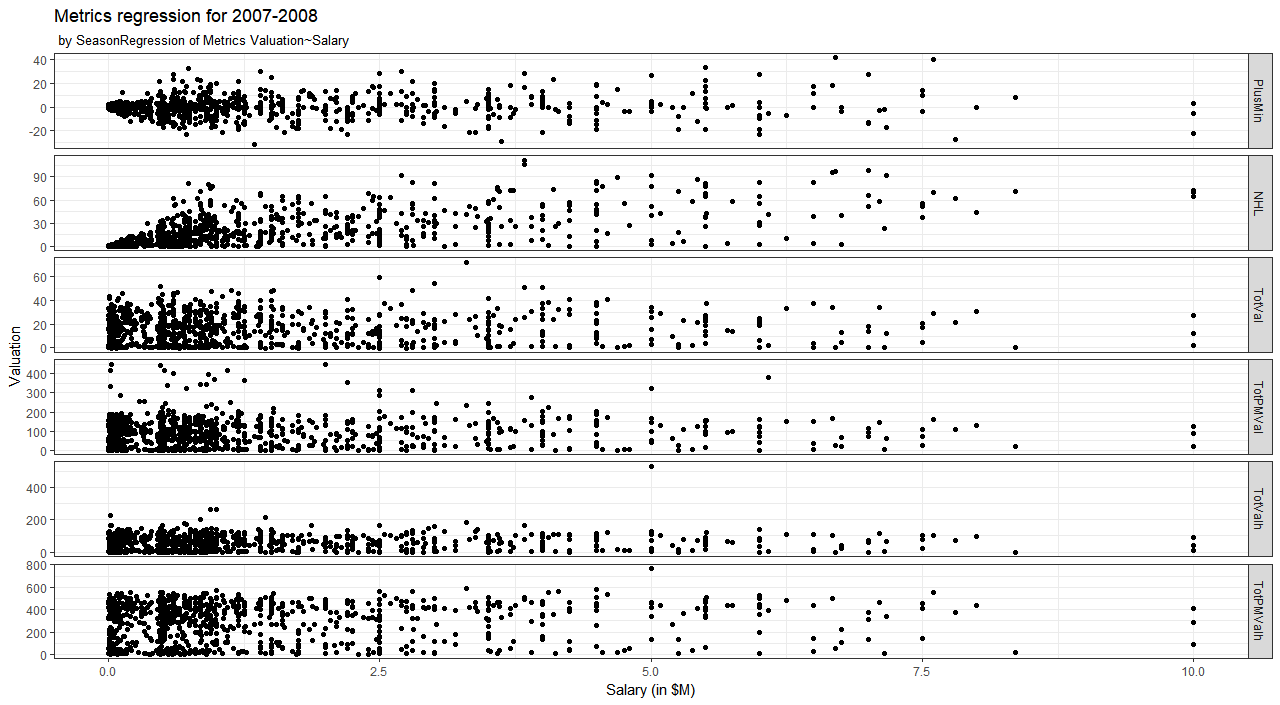 Metrics regression for 2007-2008
by SeasonRegression of Metrics Valuation~Salary
Valuation
40
20
0
-20
PlusMin
90
60
30
0
NHL
60
40
20
0
TotVal
400
300
200
100
0
TotPMVal
400
200
0
TotValh
800
600
400
200
0
TotPMValh
0.0 2.5 5.0 7.5 10.0
Salary (in $M)